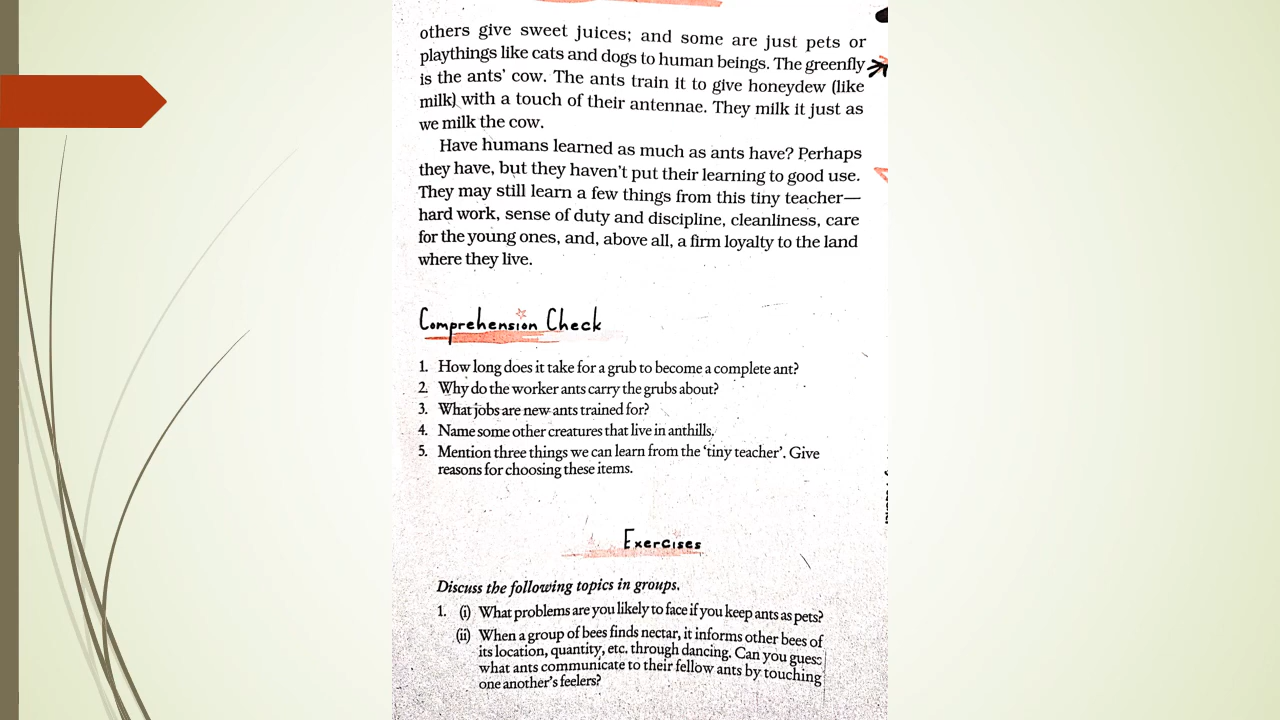 others give sweet juices; and some are just pets or
playthings like cats and dogs to human beings. The greenfly
is the ants' cow. The ants train it to give honeydew (like
milk) with a touch of their antennae. They milk it just as
we milk the cow.
Have humans learned as much as ants have? Perhaps
they have, but they haven't put their learning to good use.
They may still learn a few things from this tiny teacher—
hard work, sense of duty and discipline, cleanliness, care
for the young ones, and, above all, a firm loyalty to the land
where they live.
Comprehension Check
1. How long does it take for a grub to become a complete ant?
2. Why do the worker ants carry the grubs about?
3. What jobs are new ants trained for?
4. Name some other creatures that live in anthills.
5. Mention three things we can learn from the ‘tiny teacher’. Give
reasons for choosing these items.
Exercises
Discuss the following topics in groups.
1. (i) What problems are you likely to face if you keep ants as pets?
(ii) When a group of bees finds nectar, it informs other bees of
its location, quantity, etc. through dancing. Can you guess
what ants communicate to their fellow ants by touching
one another's feelers?